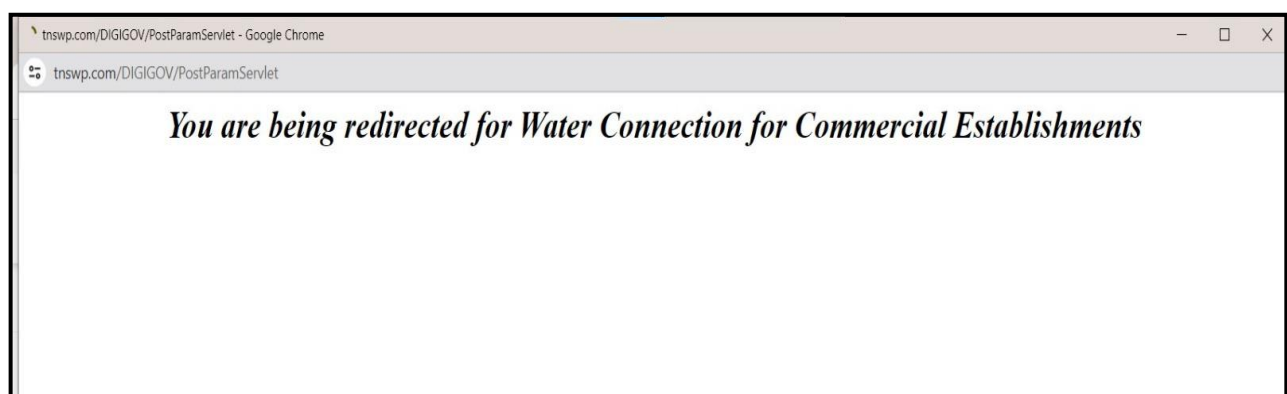 tnswp.com/DIGIGOV/PostParamServlet - Google Chrome
tnswp.com/DIGIGOV/PostParamServlet
You are being redirected for Water Connection for Commercial Establishments